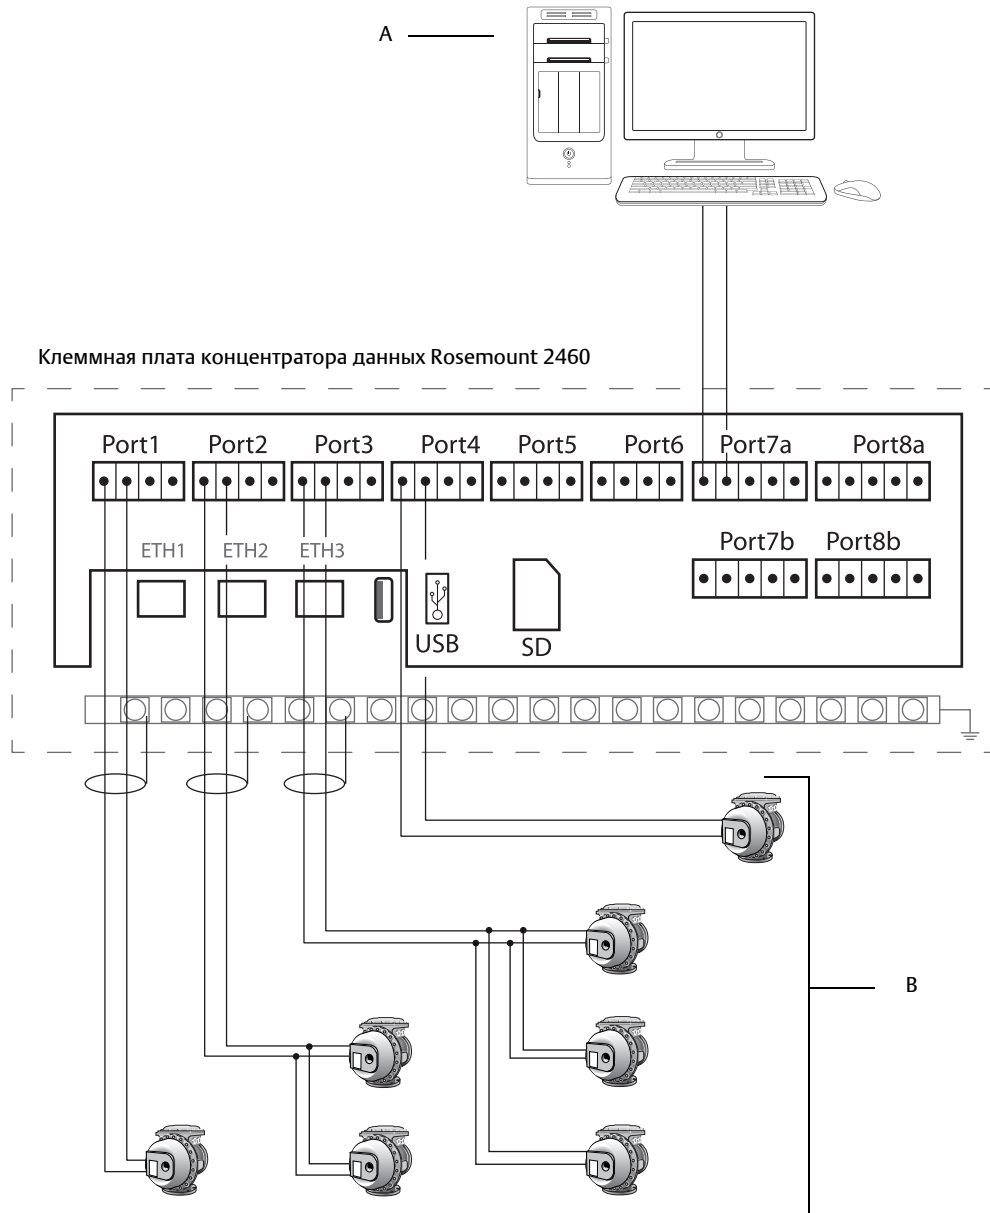 A
Клеммная плата концентратора данных Rosemount 2460
Port1 Port2 Port3 Port4 Port5 Port6 Port7a Port8a
ETH1 ETH2 ETH3
Port7b Port8b
USB SD
B